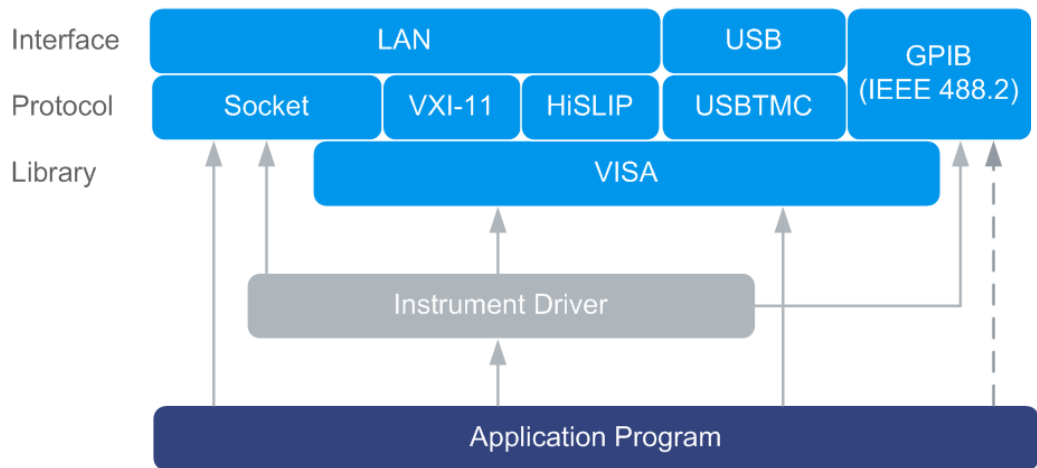 Interface
LAN
USB
GPIB
(IEEE 488.2)
Protocol
Socket
VXI-11
HiSLIP
USBTMC
Library
VISA
Instrument Driver
Application Program